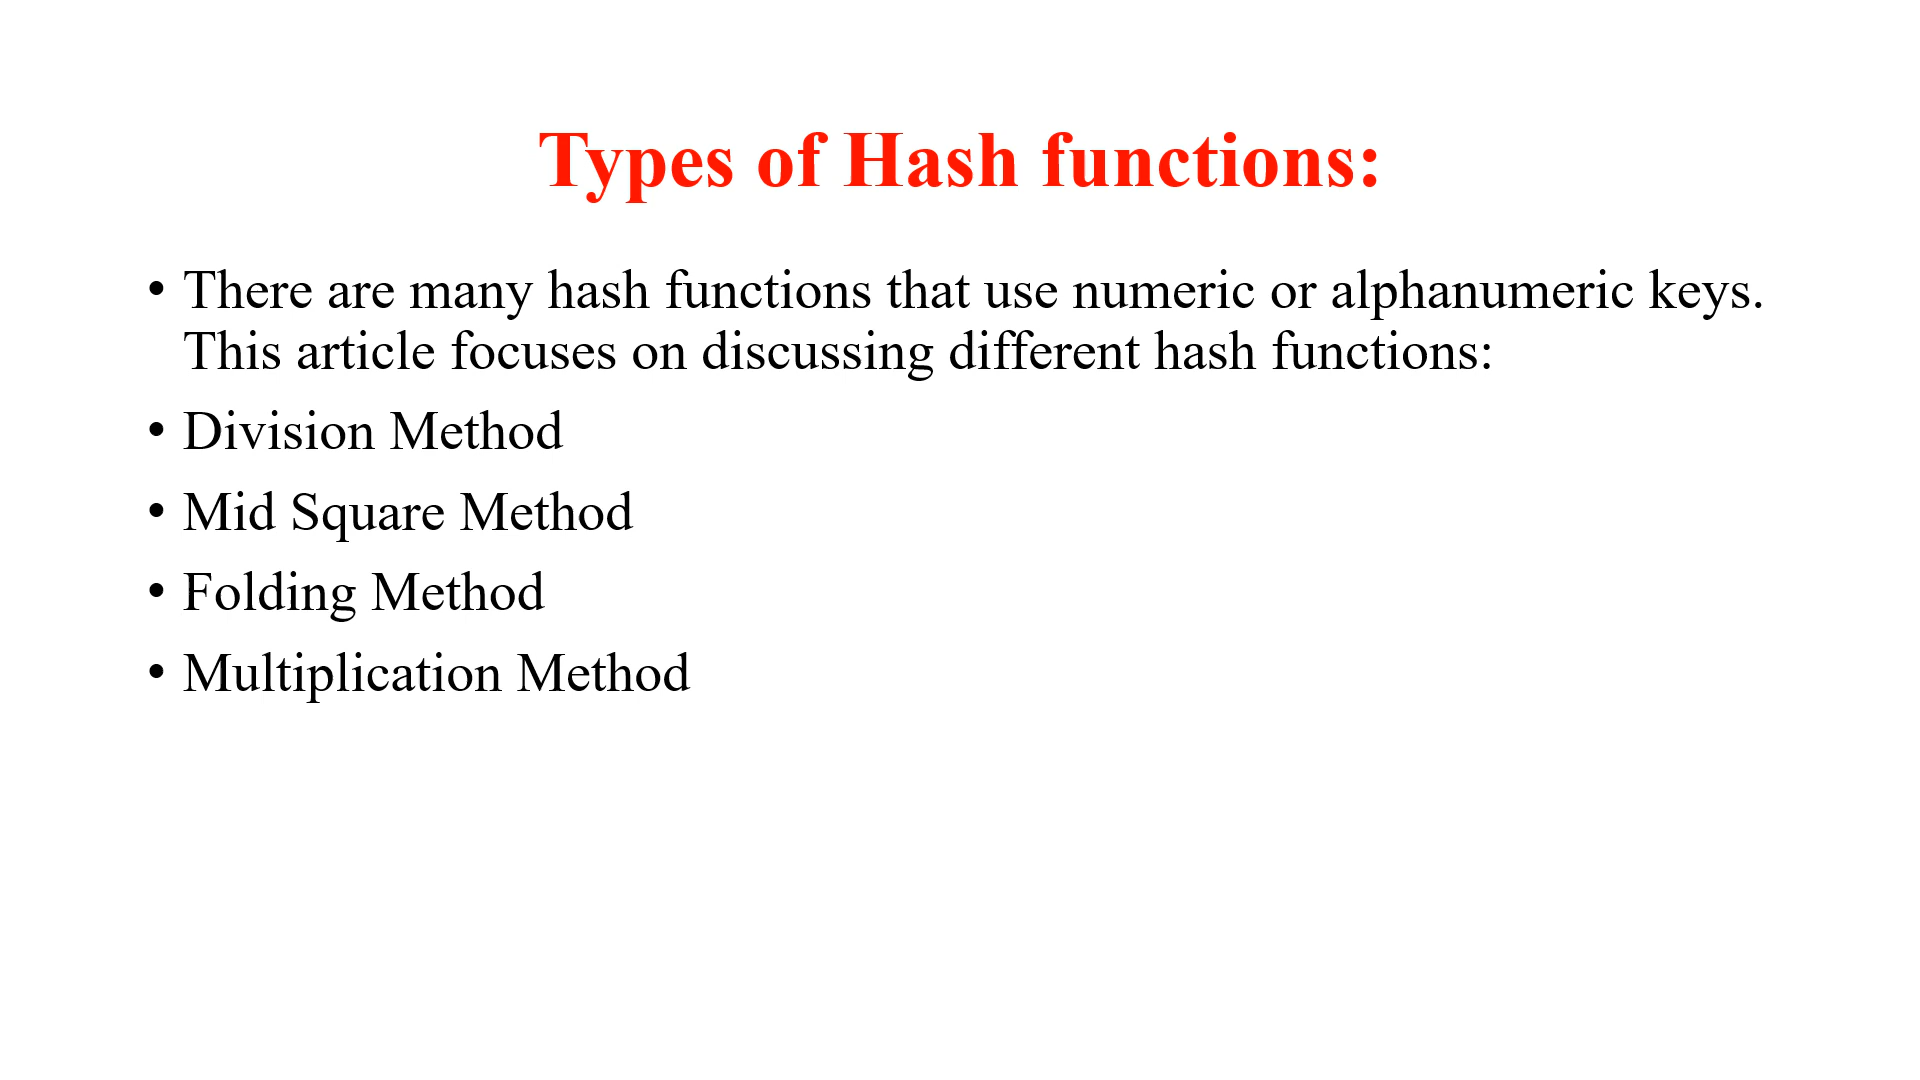 Types of Hash functions:
• There are many hash functions that use numeric or alphanumeric keys.
This article focuses on discussing different hash functions:
• Division Method
• Mid Square Method
• Folding Method
• Multiplication Method